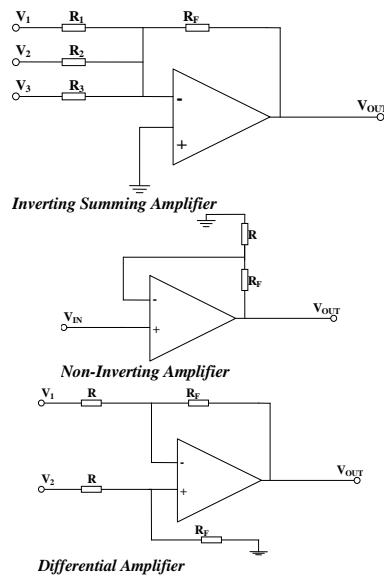 V1 R1 RF
V2 R2
V3 R3
-
+
VOUT
Inverting Summing Amplifier
R
RF
-
VIN +
VOUT
Non-Inverting Amplifier
V1 R RF
-
V2 R +
VOUT
RF
Differential Amplifier